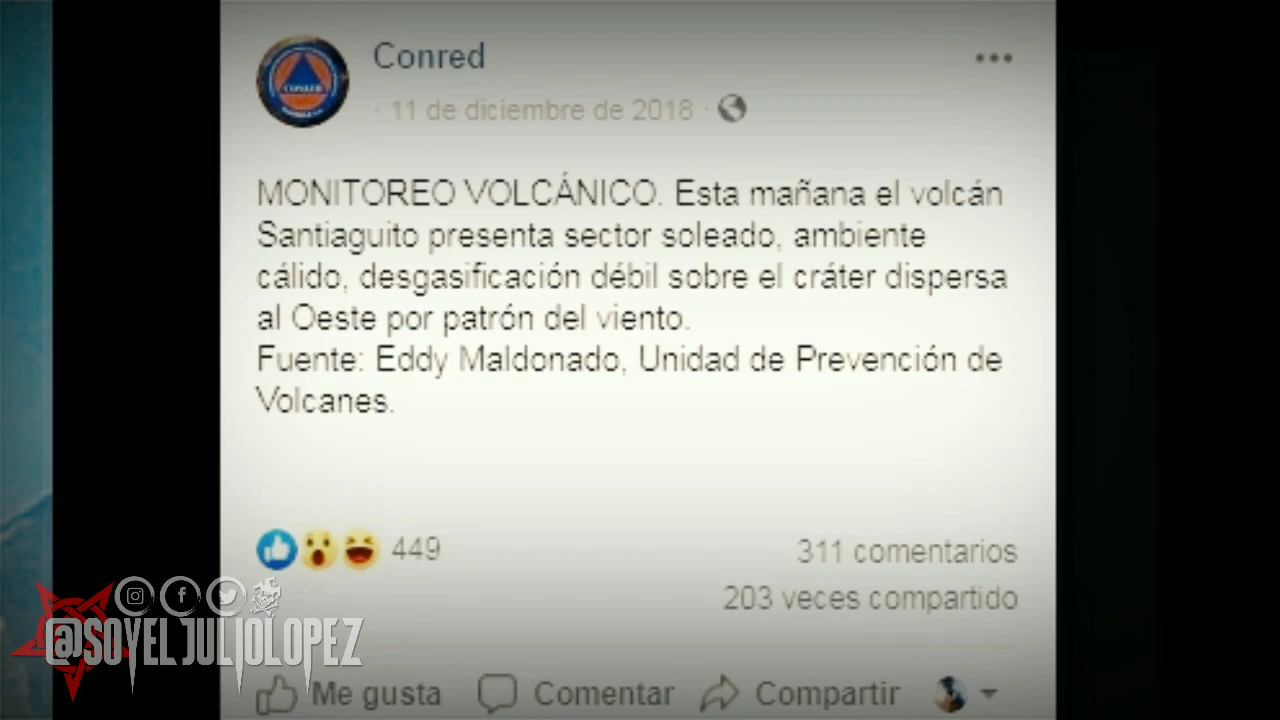 Conred
· 11 de diciembre de 2018 ·
MONITOREO VOLCÁNICO. Esta mañana el volcán
Santiaguito presenta sector soleado, ambiente
cálido, desgasificación débil sobre el cráter dispersa
al Oeste por patrón del viento.
Fuente: Eddy Maldonado, Unidad de Prevención de
Volcanes.
449
311 comentarios
203 veces compartido
@SOYELJULIOLOPEZ
Me gusta
Comentar
Compartir
CONRED